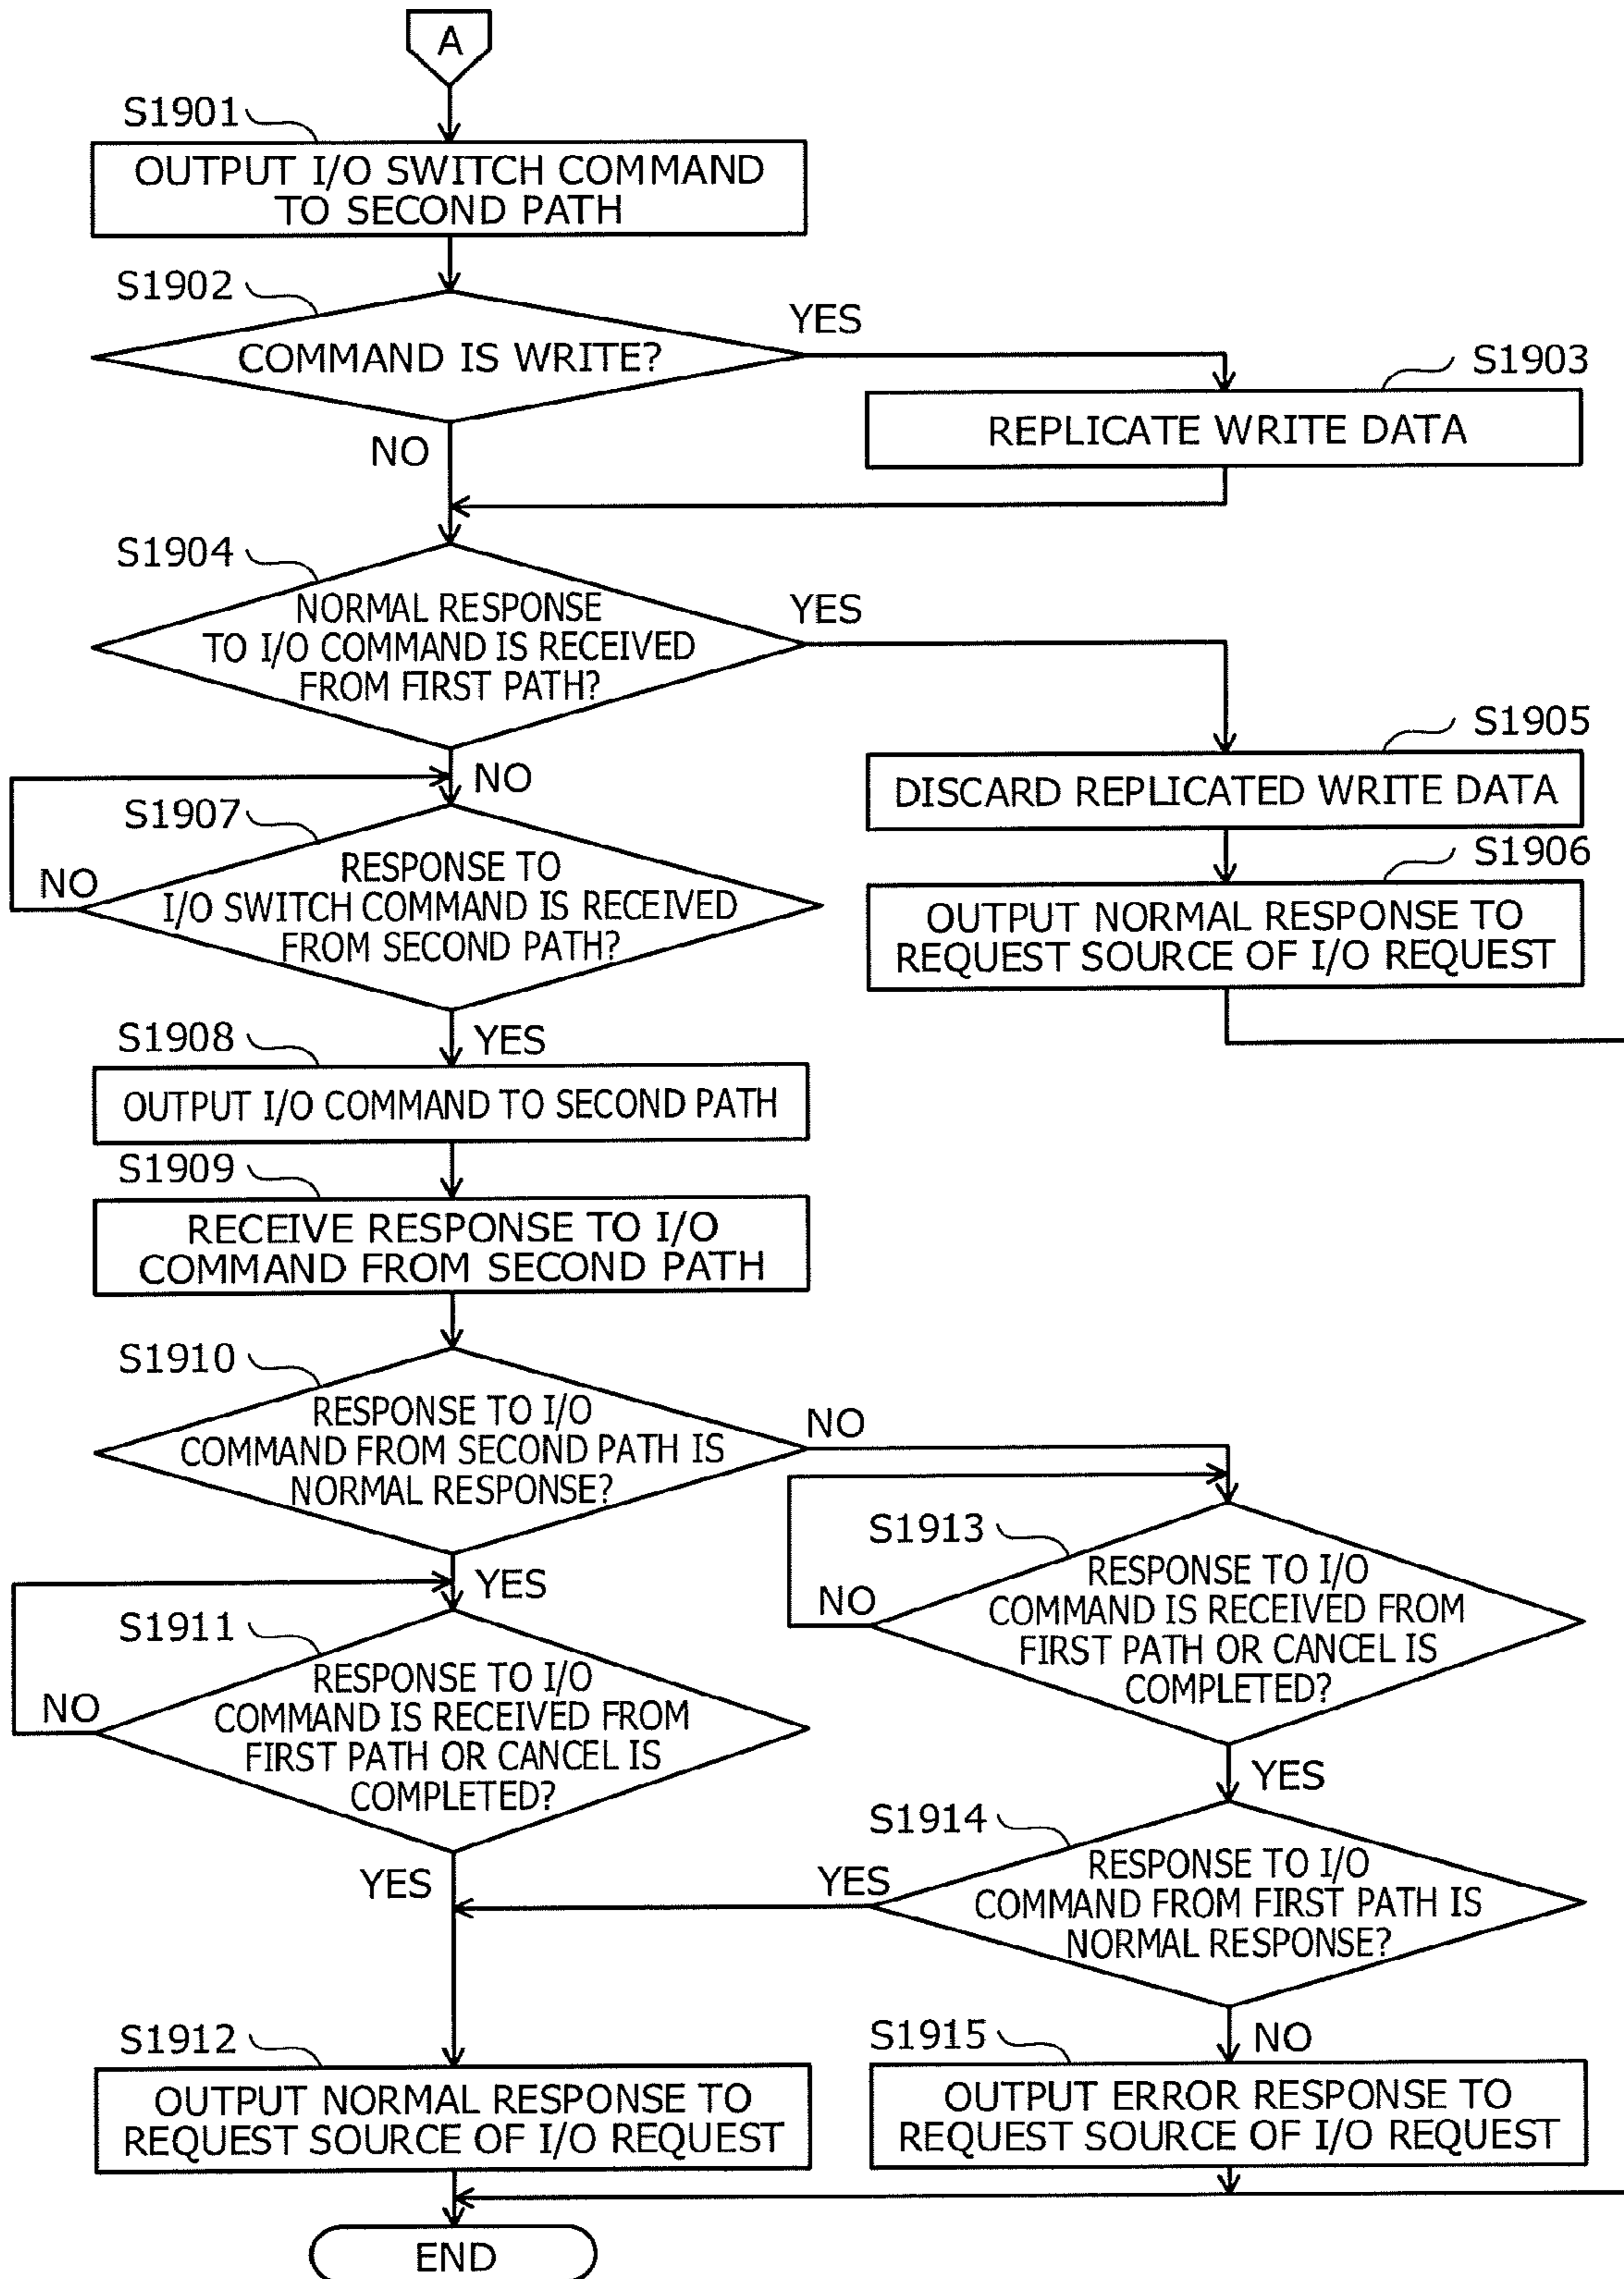 A
S1901
OUTPUT I/O SWITCH COMMAND
TO SECOND PATH
S1902
COMMAND IS WRITE?
YES
NO
S1903
REPLICATE WRITE DATA
S1904
NORMAL RESPONSE
TO I/O COMMAND IS RECEIVED
FROM FIRST PATH?
YES
NO
S1905
DISCARD REPLICATED WRITE DATA
S1906
OUTPUT NORMAL RESPONSE TO
REQUEST SOURCE OF I/O REQUEST
S1907
RESPONSE TO
I/O SWITCH COMMAND IS RECEIVED
FROM SECOND PATH?
NO
YES
S1908
OUTPUT I/O COMMAND TO SECOND PATH
S1909
RECEIVE RESPONSE TO I/O
COMMAND FROM SECOND PATH
S1910
RESPONSE TO I/O
COMMAND FROM SECOND PATH IS
NORMAL RESPONSE?
NO
YES
S1911
RESPONSE TO I/O
COMMAND IS RECEIVED FROM
FIRST PATH OR CANCEL IS
COMPLETED?
NO
YES
S1913
RESPONSE TO I/O
COMMAND IS RECEIVED FROM
FIRST PATH OR CANCEL IS
COMPLETED?
NO
YES
S1914
RESPONSE TO I/O
COMMAND FROM FIRST PATH IS
NORMAL RESPONSE?
YES
NO
S1912
OUTPUT NORMAL RESPONSE TO
REQUEST SOURCE OF I/O REQUEST
S1915
OUTPUT ERROR RESPONSE TO
REQUEST SOURCE OF I/O REQUEST
END